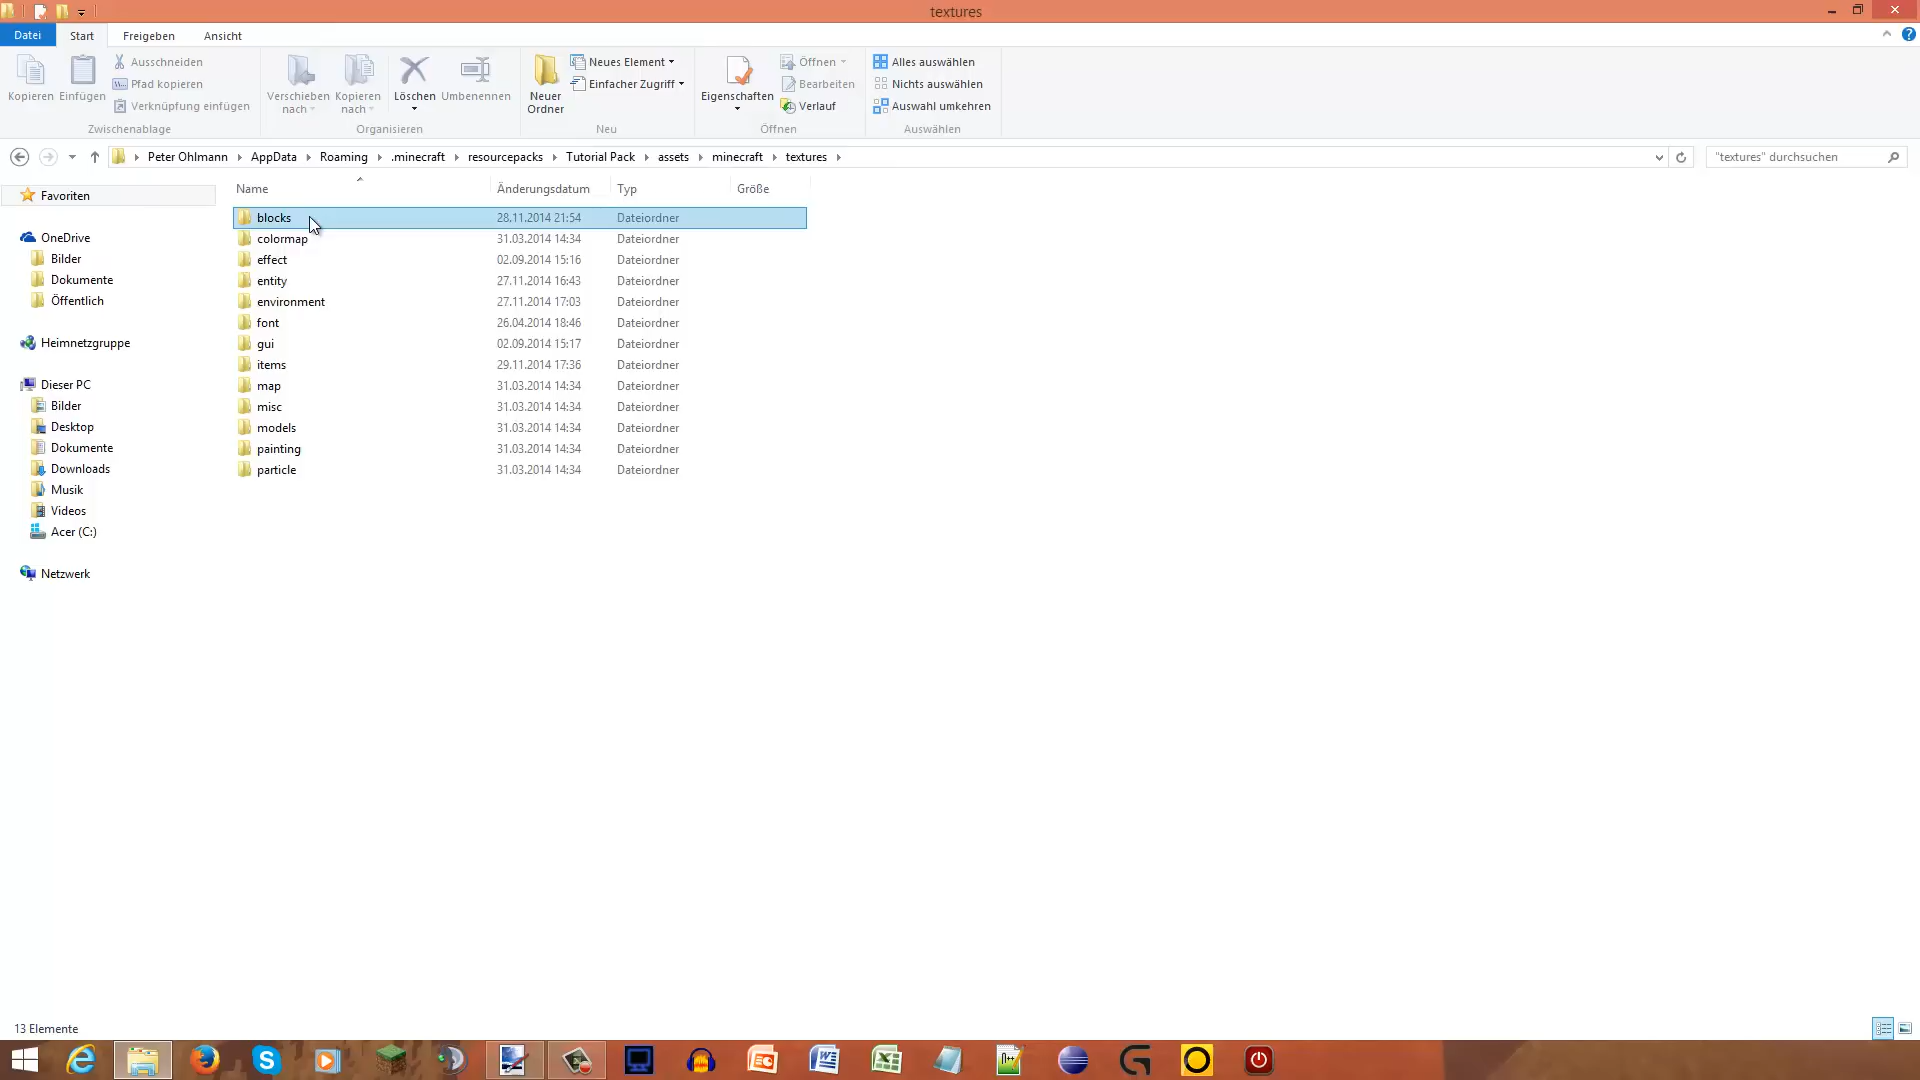 textures
Datei Start Freigeben Ansicht
Kopieren
Einfügen
Ausschneiden
Pfad kopieren
Verknüpfung einfügen
Zwischenablage
Verschieben nach
Kopieren nach
Löschen
Umbenennen
Organisieren
Neuer Ordner
Neues Element
Einfacher Zugriff
Neu
Eigenschaften
Öffnen
Bearbeiten
Verlauf
Öffnen
Alles auswählen
Nichts auswählen
Auswahl umkehren
Auswählen
Peter Ohlmann AppData Roaming .minecraft resourcepacks Tutorial Pack assets minecraft textures
"textures" durchsuchen
Favoriten
OneDrive
Bilder
Dokumente
Öffentlich
Heimnetzgruppe
Dieser PC
Bilder
Desktop
Dokumente
Downloads
Musik
Videos
Acer (C:)
Netzwerk
Name Änderungsdatum Typ Größe
blocks 28.11.2014 21:54 Dateiordner
colormap 31.03.2014 14:34 Dateiordner
effect 02.09.2014 15:16 Dateiordner
entity 27.11.2014 16:43 Dateiordner
environment 27.11.2014 17:03 Dateiordner
font 26.04.2014 18:46 Dateiordner
gui 02.09.2014 15:17 Dateiordner
items 29.11.2014 17:36 Dateiordner
map 31.03.2014 14:34 Dateiordner
misc 31.03.2014 14:34 Dateiordner
models 31.03.2014 14:34 Dateiordner
painting 31.03.2014 14:34 Dateiordner
particle 31.03.2014 14:34 Dateiordner
13 Elemente